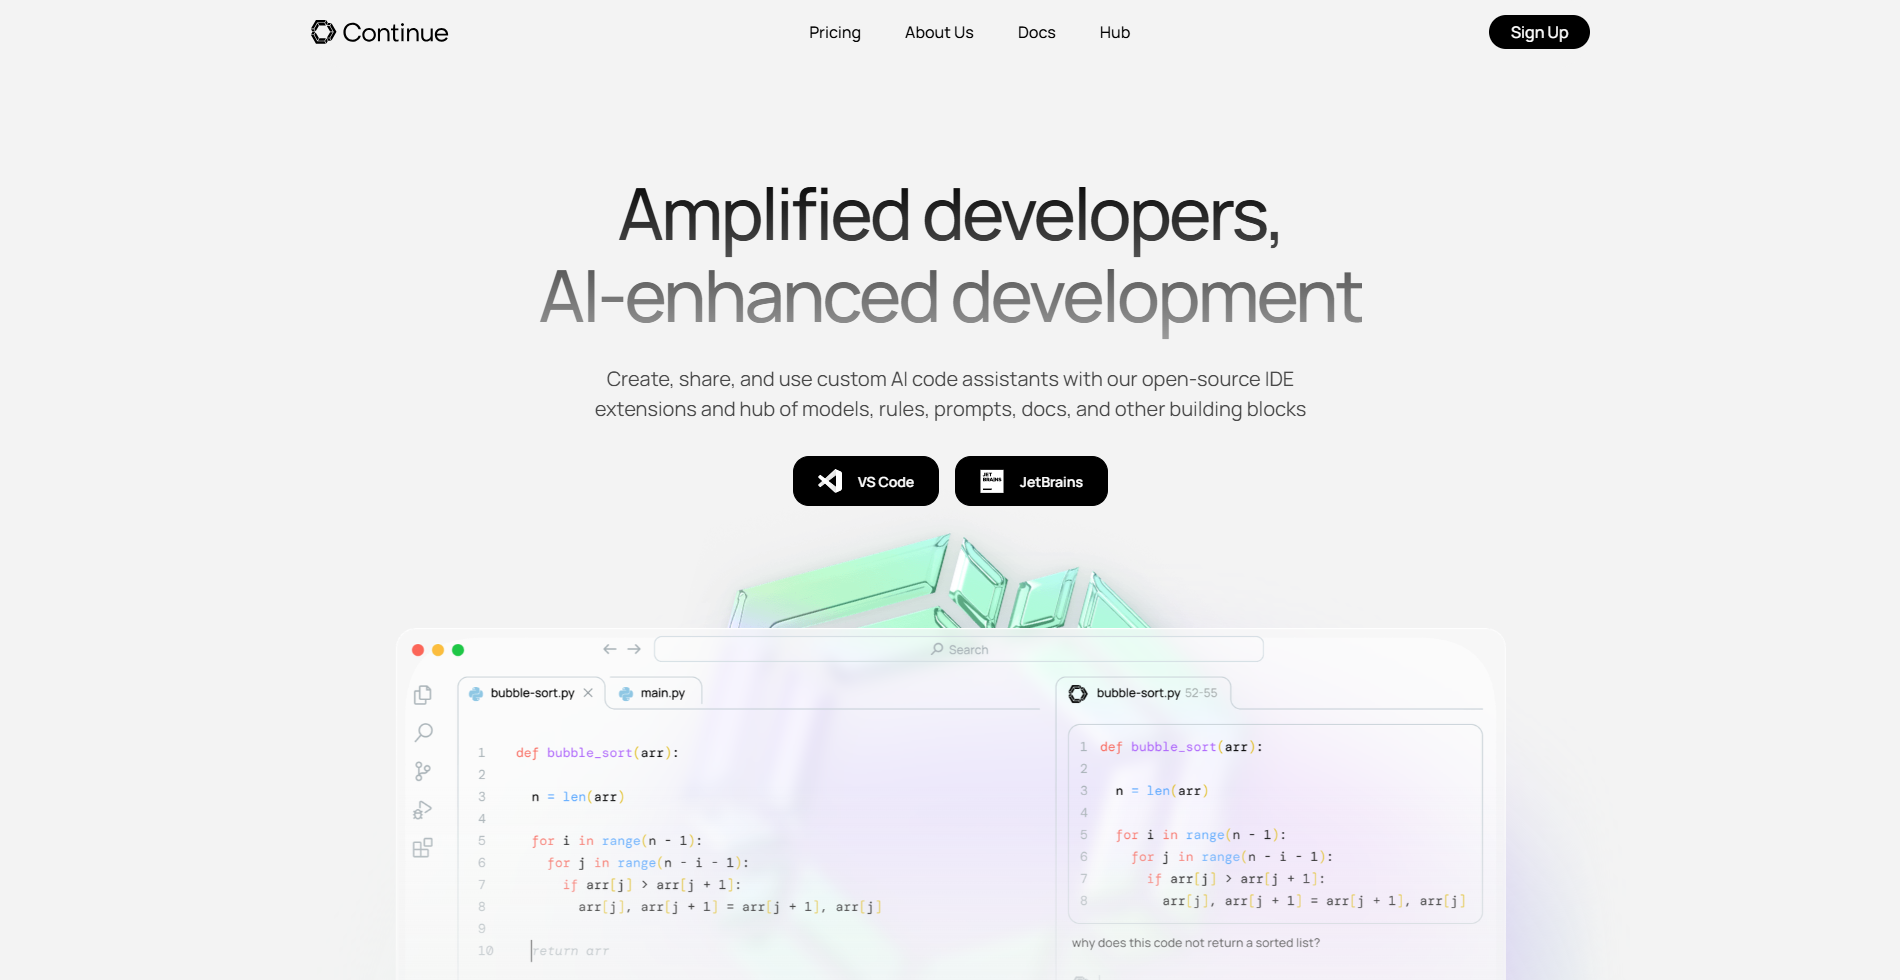 Continue
Pricing
About Us
Docs
Hub
Sign Up
Amplified developers,
AI-enhanced development
Create, share, and use custom AI code assistants with our open-source IDE
extensions and hub of models, rules, prompts, docs, and other building blocks
VS Code
JET BRAINS
JetBrains
Search
bubble-sort.py
main.py
1 def bubble_sort(arr):
2
3 n = len(arr)
4
5 for i in range(n - 1):
6 for j in range(n - i - 1):
7 if arr[j] > arr[j + 1]:
8 arr[j], arr[j + 1] = arr[j + 1], arr[j]
9
10 return arr
bubble-sort.py 52-55
1 def bubble_sort(arr):
2
3 n = len(arr)
4
5 for i in range(n - 1):
6 for j in range(n - i - 1):
7 if arr[j] > arr[j + 1]:
8 arr[j], arr[j + 1] = arr[j + 1], arr[j]
why does this code not return a sorted list?